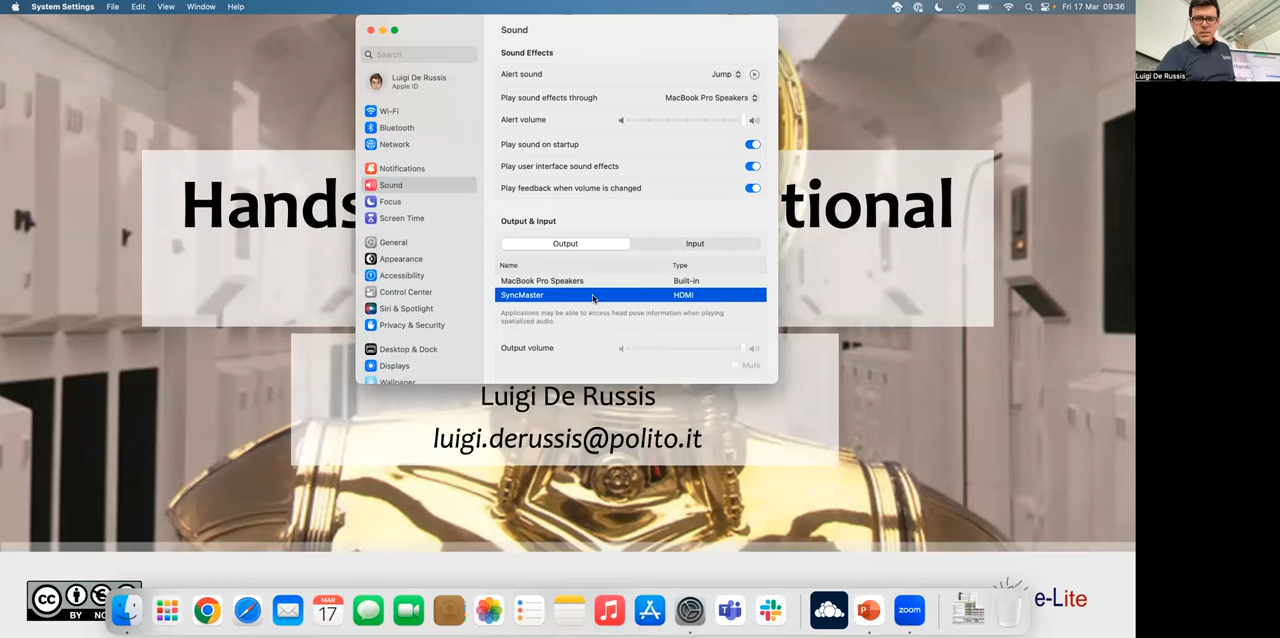 System Settings File Edit View Window Help Fri 17 Mar 09:36
Luigi De Russis
Search
Luigi De Russis
Apple ID
Wi-Fi
Bluetooth
Network
Notifications
Sound
Focus
Screen Time
General
Appearance
Accessibility
Control Center
Siri & Spotlight
Privacy & Security
Desktop & Dock
Displays
Wallpaper
Sound
Sound Effects
Alert sound Jump
Play sound effects through MacBook Pro Speakers
Alert volume
Play sound on startup
Play user interface sound effects
Play feedback when volume is changed
Output & Input
Output Input
Name Type
MacBook Pro Speakers Built-in
SyncMaster HDMI
Applications may be able to access head pose information when playing
spatialized audio.
Output volume
Mute
Hands tional
Luigi De Russis
luigi.derussis@polito.it
CC BY NC
MAR
17
zoom
e-Lite